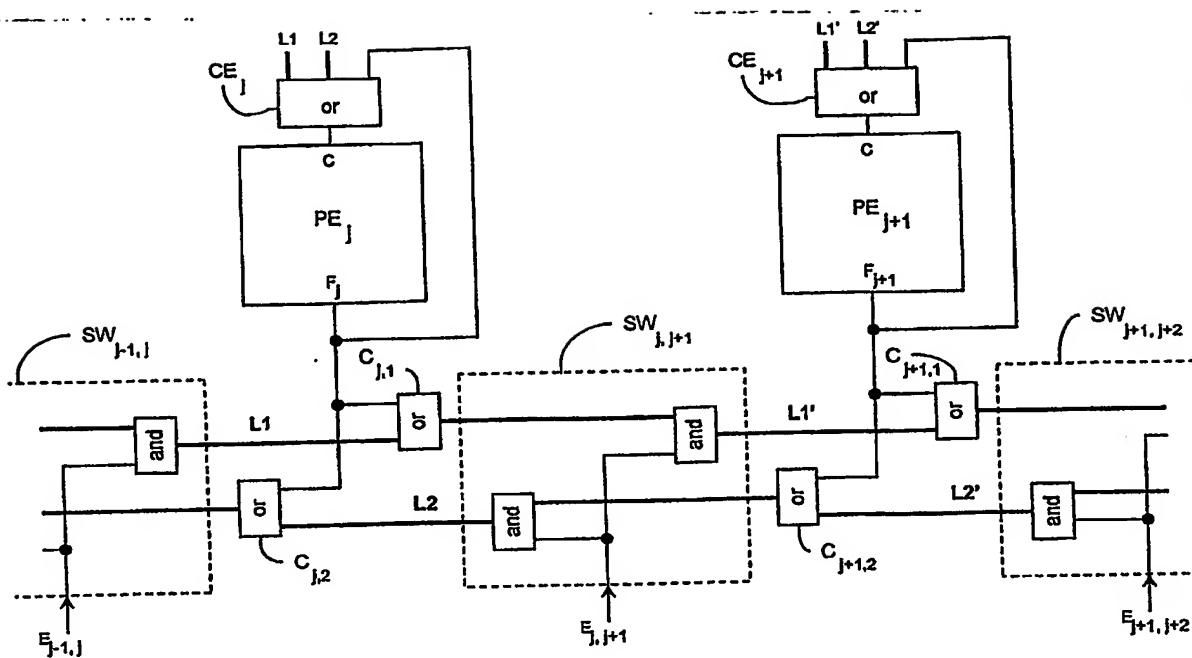 L1 L2 L1' L2'
CE_j CE_j+1
or or
C C
PE_j PE_j+1
F_j F_j+1
SW_j-1, j SW_j, j+1 SW_j+1, j+2
C_j,1 C_j+1,1
or or
and L1 and L1'
or L2 and or L2' and
C_j,2 C_j+1,2
E_j-1, j E_j, j+1 E_j+1, j+2